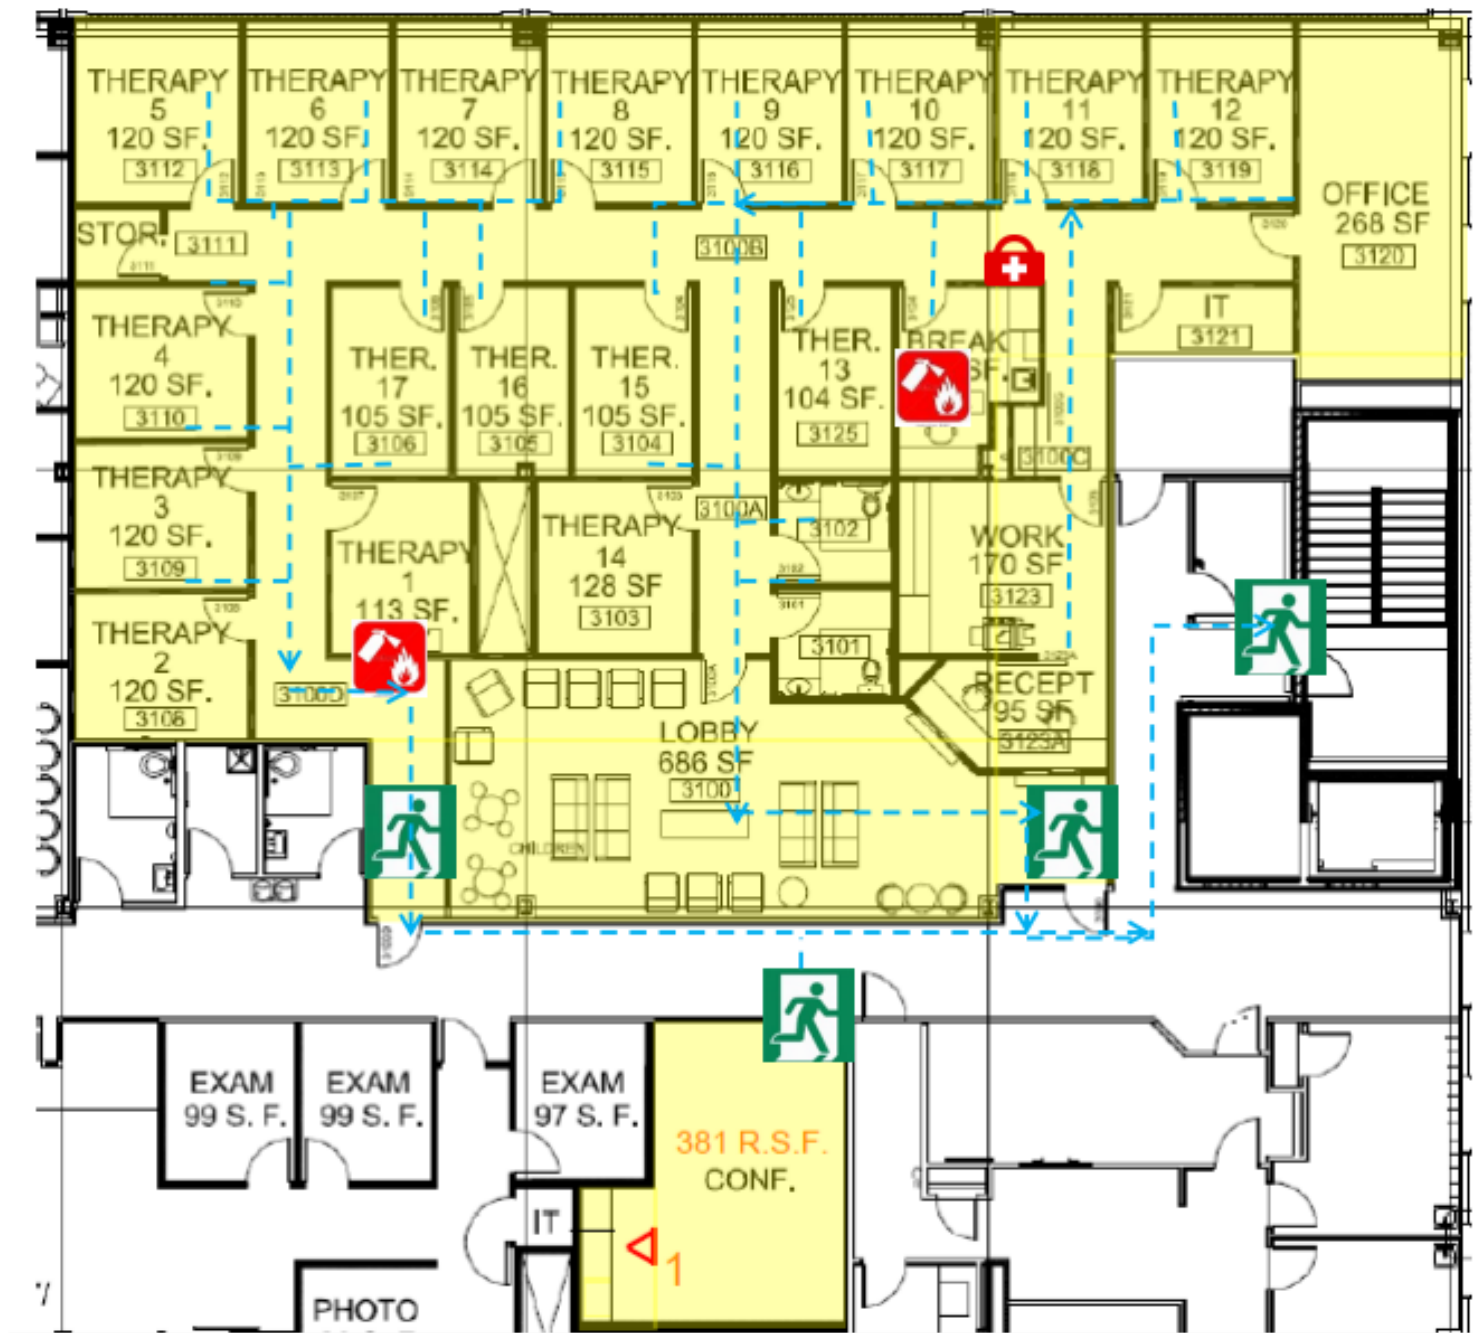 THERAPY
5
120 SF.
3112
THERAPY
6
120 SF.
3113
THERAPY
7
120 SF.
3114
THERAPY
8
120 SF.
3115
THERAPY
9
120 SF.
3116
THERAPY
10
120 SF.
3117
THERAPY
11
120 SF.
3118
THERAPY
12
120 SF.
3119
OFFICE
268 SF
3120
STOR.
3111
3100B
THERAPY
4
120 SF.
3110
THER.
17
105 SF.
3106
THER.
16
105 SF.
3105
THER.
15
105 SF.
3104
THER.
13
104 SF.
3125
BREAK
SF.
IT
3121
3100C
THERAPY
3
120 SF.
3109
THERAPY
1
113 SF.
THERAPY
14
128 SF
3103
3100A
3102
3101
WORK
170 SF
3123
THERAPY
2
120 SF.
3108
3100D
RECEPT
95 SF
3123A
LOBBY
686 SF
3100
CHILDREN
EXAM
99 S. F.
EXAM
99 S. F.
EXAM
97 S. F.
381 R.S.F.
CONF.
IT
1
PHOTO